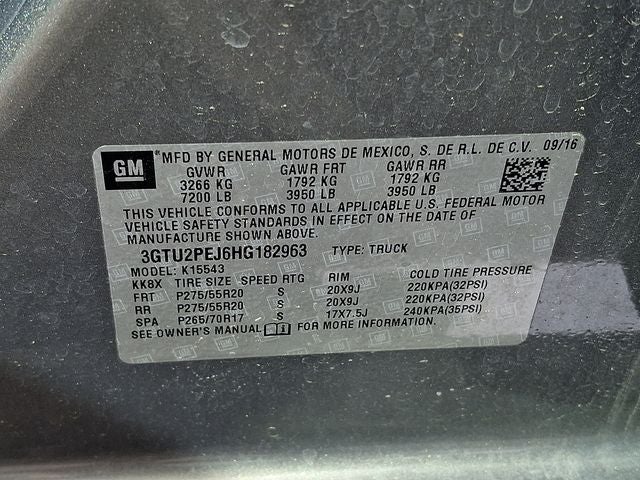 GM *MFD BY GENERAL MOTORS DE MEXICO, S. DE R.L. DE C.V. 09/16
GVWR GAWR FRT GAWR RR
3266 KG 1792 KG 1792 KG
7200 LB 3950 LB 3950 LB
THIS VEHICLE CONFORMS TO ALL APPLICABLE U.S. FEDERAL MOTOR
VEHICLE SAFETY STANDARDS IN EFFECT ON THE DATE OF
MANUFACTURE SHOWN ABOVE.
3GTU2PEJ6HG182963 TYPE: TRUCK
MODEL: K15543
KK8X TIRE SIZE SPEED RTG RIM COLD TIRE PRESSURE
FRT P275/55R20 S 20X9J 220KPA(32PSI)
RR P275/55R20 S 20X9J 220KPA(32PSI)
SPA P265/70R17 S 17X7.5J 240KPA(35PSI)
SEE OWNER'S MANUAL FOR MORE INFORMATION.